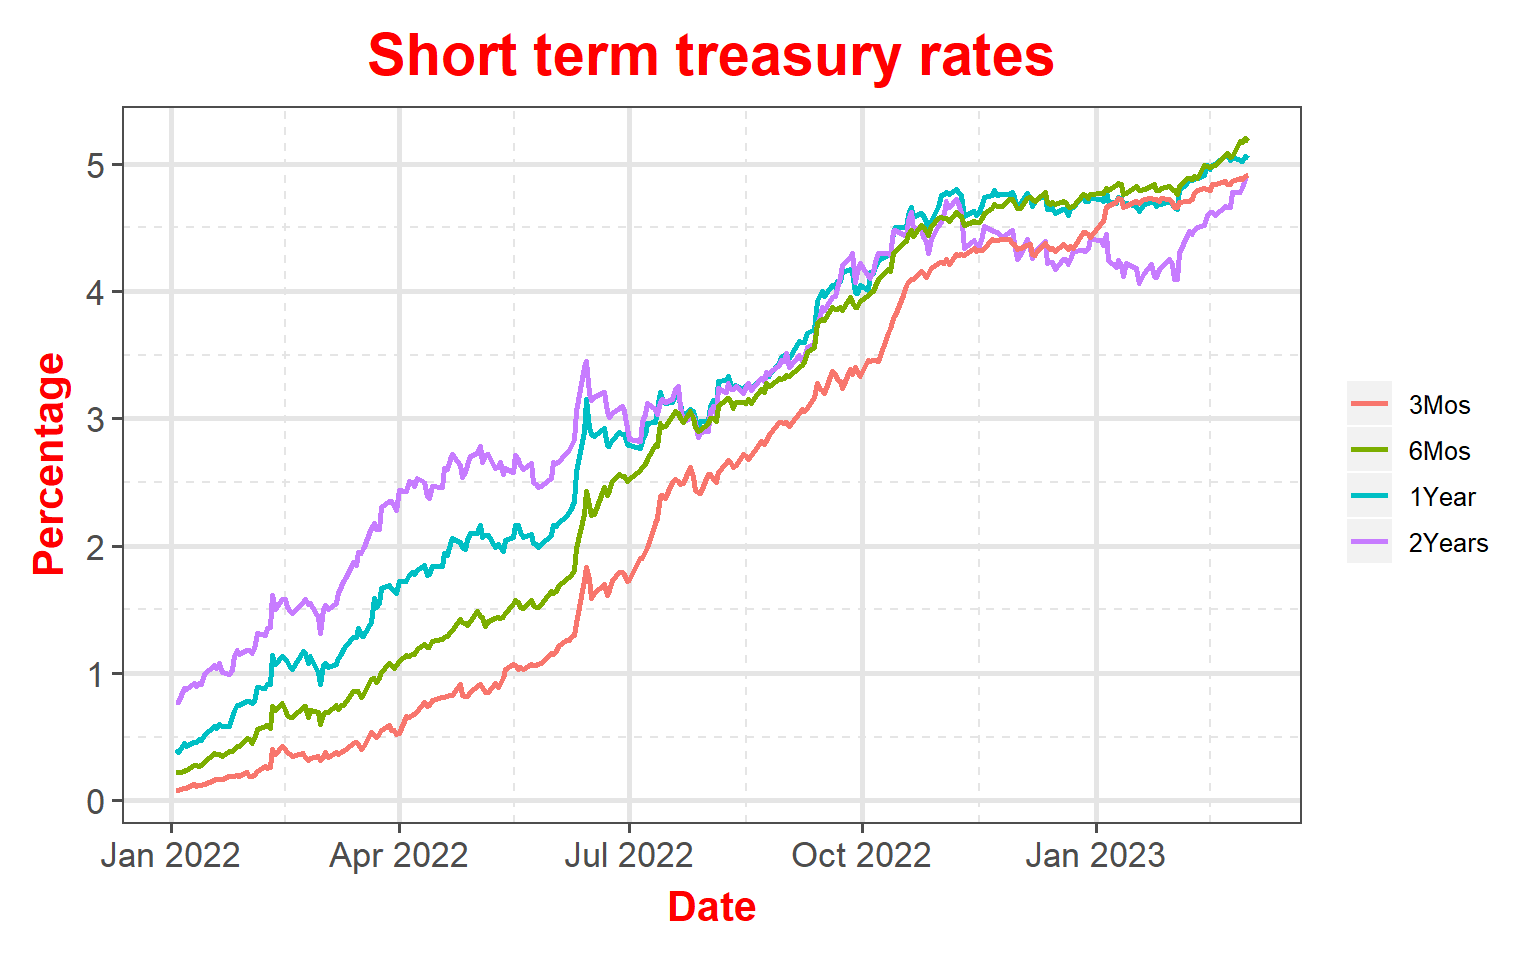 Short term treasury rates
Percentage
5
4
3
2
1
0
Jan 2022 Apr 2022 Jul 2022 Oct 2022 Jan 2023
Date
3Mos
6Mos
1Year
2Years